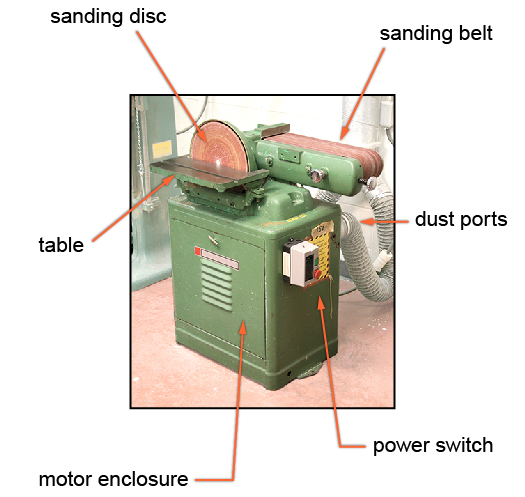 sanding disc
sanding belt
dust ports
table
power switch
motor enclosure